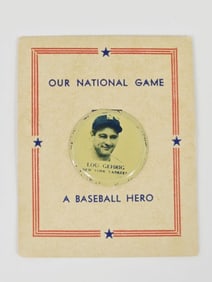 OUR NATIONAL GAME
LOU GEHRIG
NEW YORK YANKEES
A BASEBALL HERO